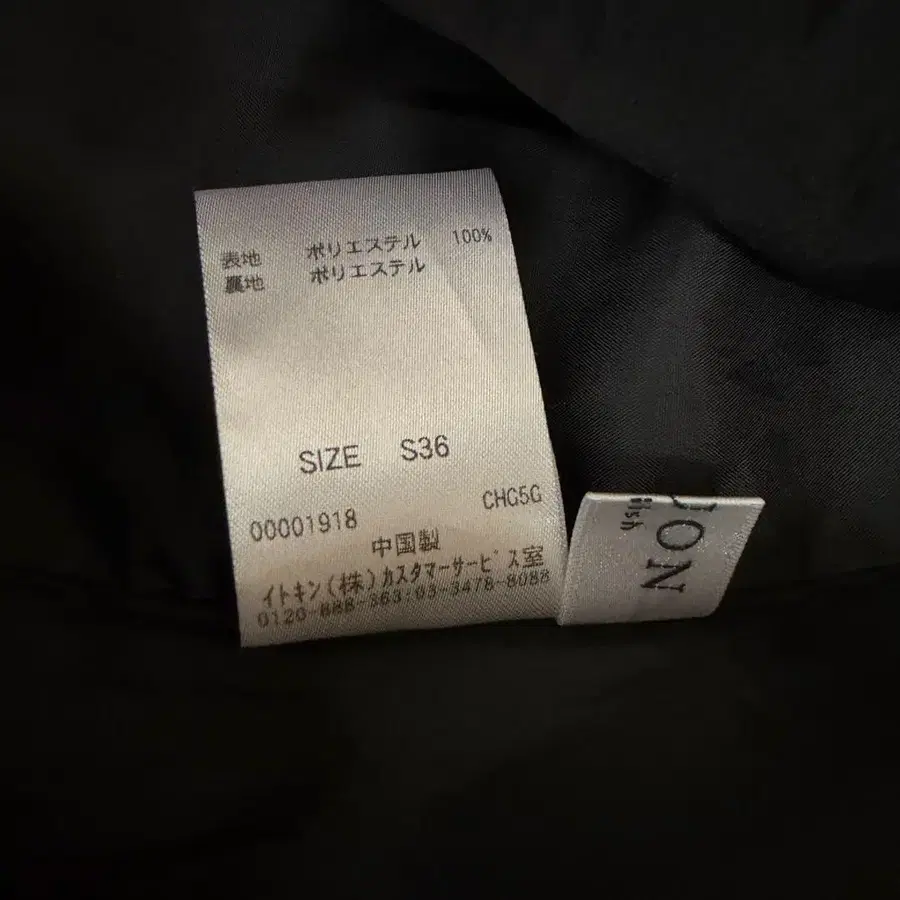 表地 ポリエステル 100%
裏地 ポリエステル
SIZE S36
00001918 CHG5G
中国製
イトキン(株)カスタマーサービス室
0120-888-363・03-3478-8088
JON